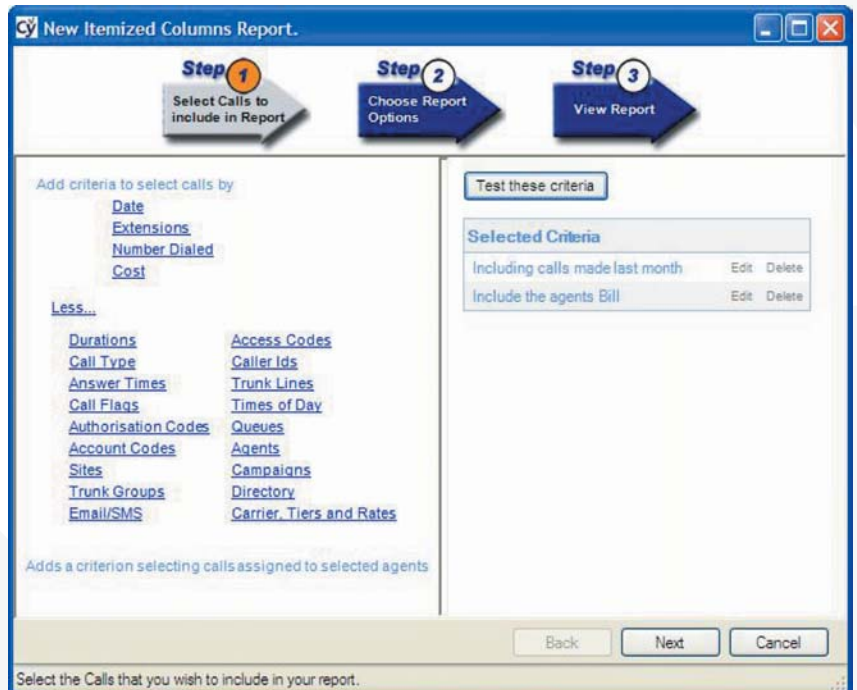 Cy New Itemized Columns Report.
Step 1
Select Calls to
include in Report
Step 2
Choose Report
Options
Step 3
View Report
Add criteria to select calls by
Date
Extensions
Number Dialed
Cost
Less...
Durations Access Codes
Call Type Caller Ids
Answer Times Trunk Lines
Call Flags Times of Day
Authorisation Codes Queues
Account Codes Agents
Sites Campaigns
Trunk Groups Directory
Email/SMS Carrier, Tiers and Rates
Adds a criterion selecting calls assigned to selected agents
Test these criteria
Selected Criteria
Including calls made last month Edit Delete
Include the agents Bill Edit Delete
Back Next Cancel
Select the Calls that you wish to include in your report.